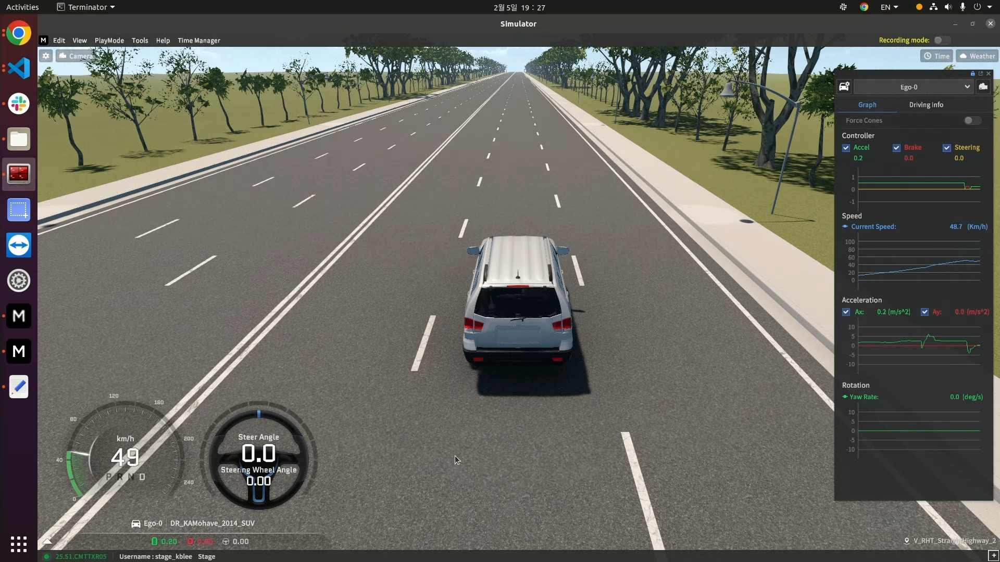 Activities
Terminator
2월 5일 19 : 27
EN
Simulator
M Edit View PlayMode Tools Help Time Manager
Recording mode:
Camera
Time
Weather
Ego-0
Graph Driving Info
Force Cones
Controller
Accel Brake Steering
0.2 0.0 0.0
1
0
-1
Speed
Current Speed: 48.7 (Km/h)
100
80
60
40
20
0
Acceleration
Ax: 0.2 (m/s^2) Ay: 0.0 (m/s^2)
10
5
0
-5
-10
Rotation
Yaw Rate: 0.0 (deg/s)
10
5
0
-5
-10
M
M
0
40
80
120
160
200
240
km/h
49
P R N D
Steer Angle
0.0
Steering Wheel Angle
0.00
Ego-0 DR_KAMohave_2014_SUV
0.20 0.00 0.00
V_RHT_StraightHighway_2
25.S1.CMTTXR05 Username : stage_kblee Stage